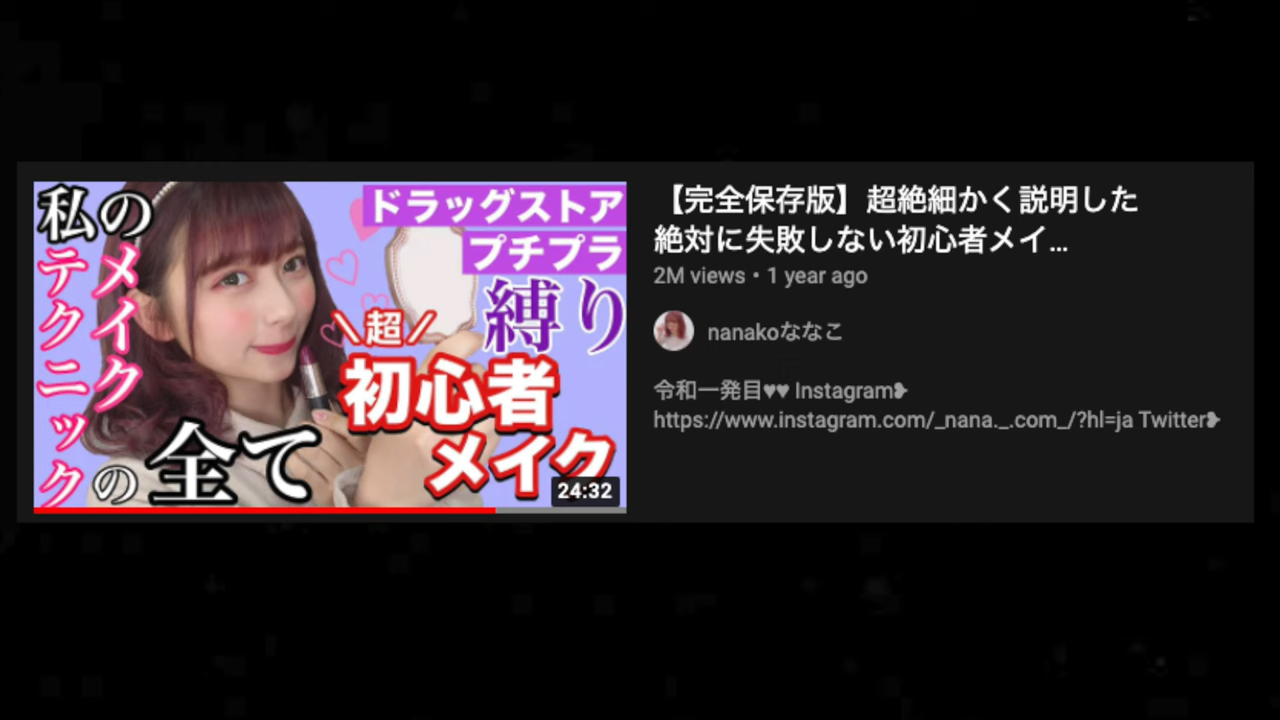 私の
メイク
テクニック
の全て
ドラッグストア
プチプラ
縛り
\超/
初心者
メイク
24:32
【完全保存版】超絶細かく説明した
絶対に失敗しない初心者メイ...
2M views • 1 year ago
nanakoななこ
令和一発目♥♥ Instagram❥
https://www.instagram.com/_nana._.com_/?hl=ja Twitter❥